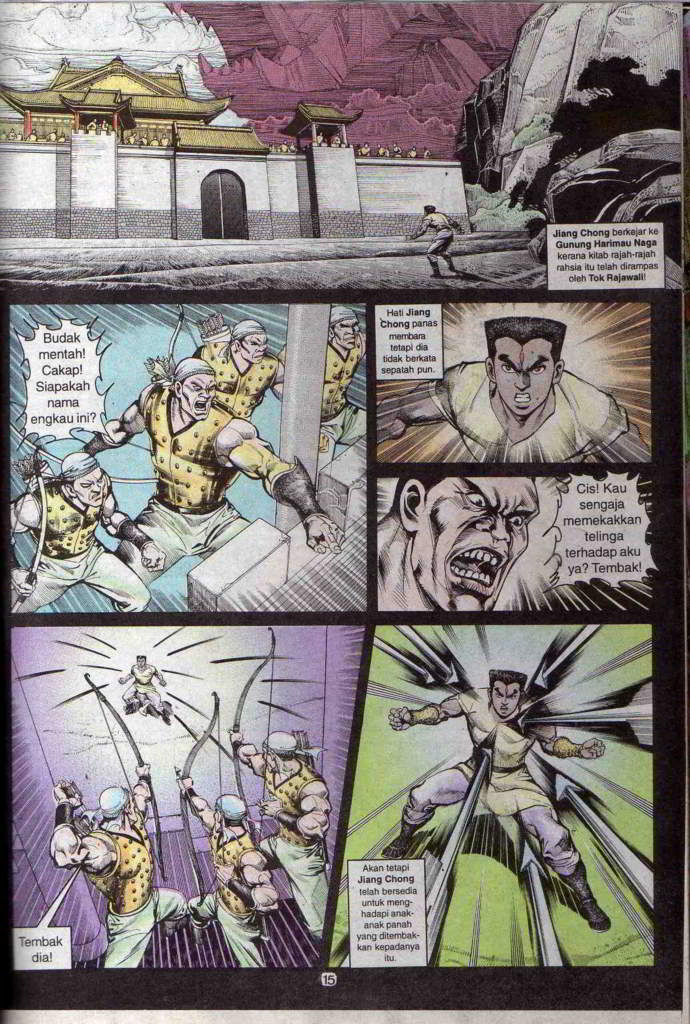 Jiang Chong berkejar ke
Gunung Harimau Naga
kerana kitab rajah-rajah
rahsia itu telah dirampas
oleh Tok Rajawali!
Budak
mentah!
Cakap!
Siapakah
nama
engkau ini?
Hati Jiang
Chong panas
membara
tetapi dia
tidak berkata
sepatah pun.
Cis! Kau
sengaja
memekakkan
telinga
terhadap aku
ya? Tembak!
Tembak
dia!
Akan tetapi
Jiang Chong
telah bersedia
untuk meng-
hadapi anak-
anak panah
yang ditembak-
kan kepadanya
itu.
15